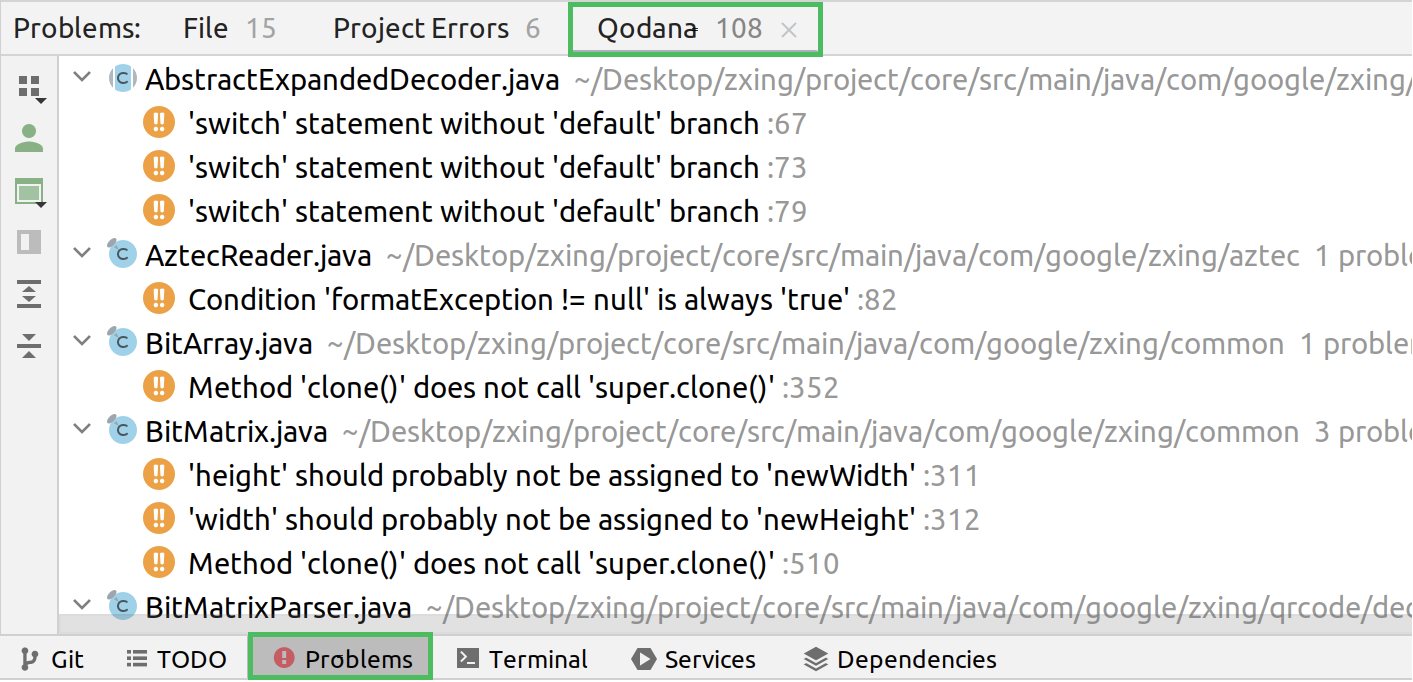 Problems: File 15 Project Errors 6 Qodana 108
AbstractExpandedDecoder.java ~/Desktop/zxing/project/core/src/main/java/com/google/zxing/
'switch' statement without 'default' branch :67
'switch' statement without 'default' branch :73
'switch' statement without 'default' branch :79
AztecReader.java ~/Desktop/zxing/project/core/src/main/java/com/google/zxing/aztec 1 proble
Condition 'formatException != null' is always 'true' :82
BitArray.java ~/Desktop/zxing/project/core/src/main/java/com/google/zxing/common 1 problem
Method 'clone()' does not call 'super.clone()' :352
BitMatrix.java ~/Desktop/zxing/project/core/src/main/java/com/google/zxing/common 3 proble
'height' should probably not be assigned to 'newWidth' :311
'width' should probably not be assigned to 'newHeight' :312
Method 'clone()' does not call 'super.clone()' :510
BitMatrixParser.java ~/Desktop/zxing/project/core/src/main/java/com/google/zxing/qrcode/dec
Git TODO Problems Terminal Services Dependencies